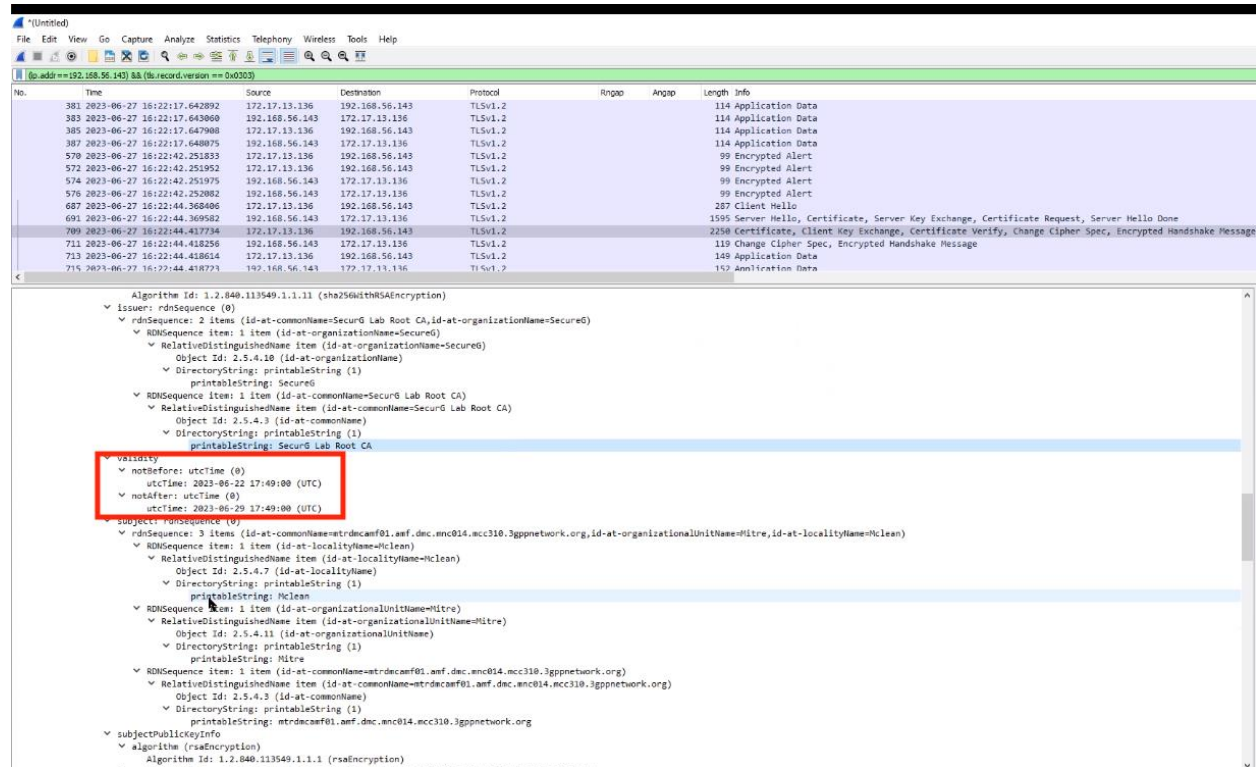 *(Untitled)
File Edit View Go Capture Analyze Statistics Telephony Wireless Tools Help
(ip.addr==192.168.56.143) && (tls.record.version == 0x0303)
No. Time Source Destination Protocol Rngap Angap Length Info
381 2023-06-27 16:22:17.642892 172.17.13.136 192.168.56.143 TLSv1.2 114 Application Data
383 2023-06-27 16:22:17.643060 192.168.56.143 172.17.13.136 TLSv1.2 114 Application Data
385 2023-06-27 16:22:17.647908 172.17.13.136 192.168.56.143 TLSv1.2 114 Application Data
387 2023-06-27 16:22:17.648075 192.168.56.143 172.17.13.136 TLSv1.2 114 Application Data
570 2023-06-27 16:22:42.251833 172.17.13.136 192.168.56.143 TLSv1.2 99 Encrypted Alert
572 2023-06-27 16:22:42.251952 172.17.13.136 192.168.56.143 TLSv1.2 99 Encrypted Alert
574 2023-06-27 16:22:42.251975 192.168.56.143 172.17.13.136 TLSv1.2 99 Encrypted Alert
576 2023-06-27 16:22:42.252082 192.168.56.143 172.17.13.136 TLSv1.2 99 Encrypted Alert
687 2023-06-27 16:22:44.368406 172.17.13.136 192.168.56.143 TLSv1.2 287 Client Hello
691 2023-06-27 16:22:44.369582 192.168.56.143 172.17.13.136 TLSv1.2 1595 Server Hello, Certificate, Server Key Exchange, Certificate Request, Server Hello Done
709 2023-06-27 16:22:44.417734 172.17.13.136 192.168.56.143 TLSv1.2 2250 Certificate, Client Key Exchange, Certificate Verify, Change Cipher Spec, Encrypted Handshake Message
711 2023-06-27 16:22:44.418256 192.168.56.143 172.17.13.136 TLSv1.2 119 Change Cipher Spec, Encrypted Handshake Message
713 2023-06-27 16:22:44.418614 172.17.13.136 192.168.56.143 TLSv1.2 149 Application Data
715 2023-06-27 16:22:44.418723 192.168.56.143 172.17.13.136 TLSv1.2 152 Application Data
Algorithm Id: 1.2.840.113549.1.1.11 (sha256WithRSAEncryption)
issuer: rdnSequence (0)
rdnSequence: 2 items (id-at-commonName=SecurG Lab Root CA,id-at-organizationName=SecureG)
RDNSequence item: 1 item (id-at-organizationName=SecureG)
RelativeDistinguishedName item (id-at-organizationName=SecureG)
Object Id: 2.5.4.10 (id-at-organizationName)
DirectoryString: printableString (1)
printableString: SecureG
RDNSequence item: 1 item (id-at-commonName=SecurG Lab Root CA)
RelativeDistinguishedName item (id-at-commonName=SecurG Lab Root CA)
Object Id: 2.5.4.3 (id-at-commonName)
DirectoryString: printableString (1)
printableString: SecurG Lab Root CA
validity
notBefore: utcTime (0)
utcTime: 2023-06-22 17:49:00 (UTC)
notAfter: utcTime (0)
utcTime: 2023-06-29 17:49:00 (UTC)
subject: rdnSequence (0)
rdnSequence: 3 items (id-at-commonName=mtrdmcamf01.amf.dmc.mnc014.mcc310.3gppnetwork.org,id-at-organizationalUnitName=Mitre,id-at-localityName=Mclean)
RDNSequence item: 1 item (id-at-localityName=Mclean)
RelativeDistinguishedName item (id-at-localityName=Mclean)
Object Id: 2.5.4.7 (id-at-localityName)
DirectoryString: printableString (1)
printableString: Mclean
RDNSequence item: 1 item (id-at-organizationalUnitName=Mitre)
RelativeDistinguishedName item (id-at-organizationalUnitName=Mitre)
Object Id: 2.5.4.11 (id-at-organizationalUnitName)
DirectoryString: printableString (1)
printableString: Mitre
RDNSequence item: 1 item (id-at-commonName=mtrdmcamf01.amf.dmc.mnc014.mcc310.3gppnetwork.org)
RelativeDistinguishedName item (id-at-commonName=mtrdmcamf01.amf.dmc.mnc014.mcc310.3gppnetwork.org)
Object Id: 2.5.4.3 (id-at-commonName)
DirectoryString: printableString (1)
printableString: mtrdmcamf01.amf.dmc.mnc014.mcc310.3gppnetwork.org
subjectPublicKeyInfo
algorithm (rsaEncryption)
Algorithm Id: 1.2.840.113549.1.1.1 (rsaEncryption)